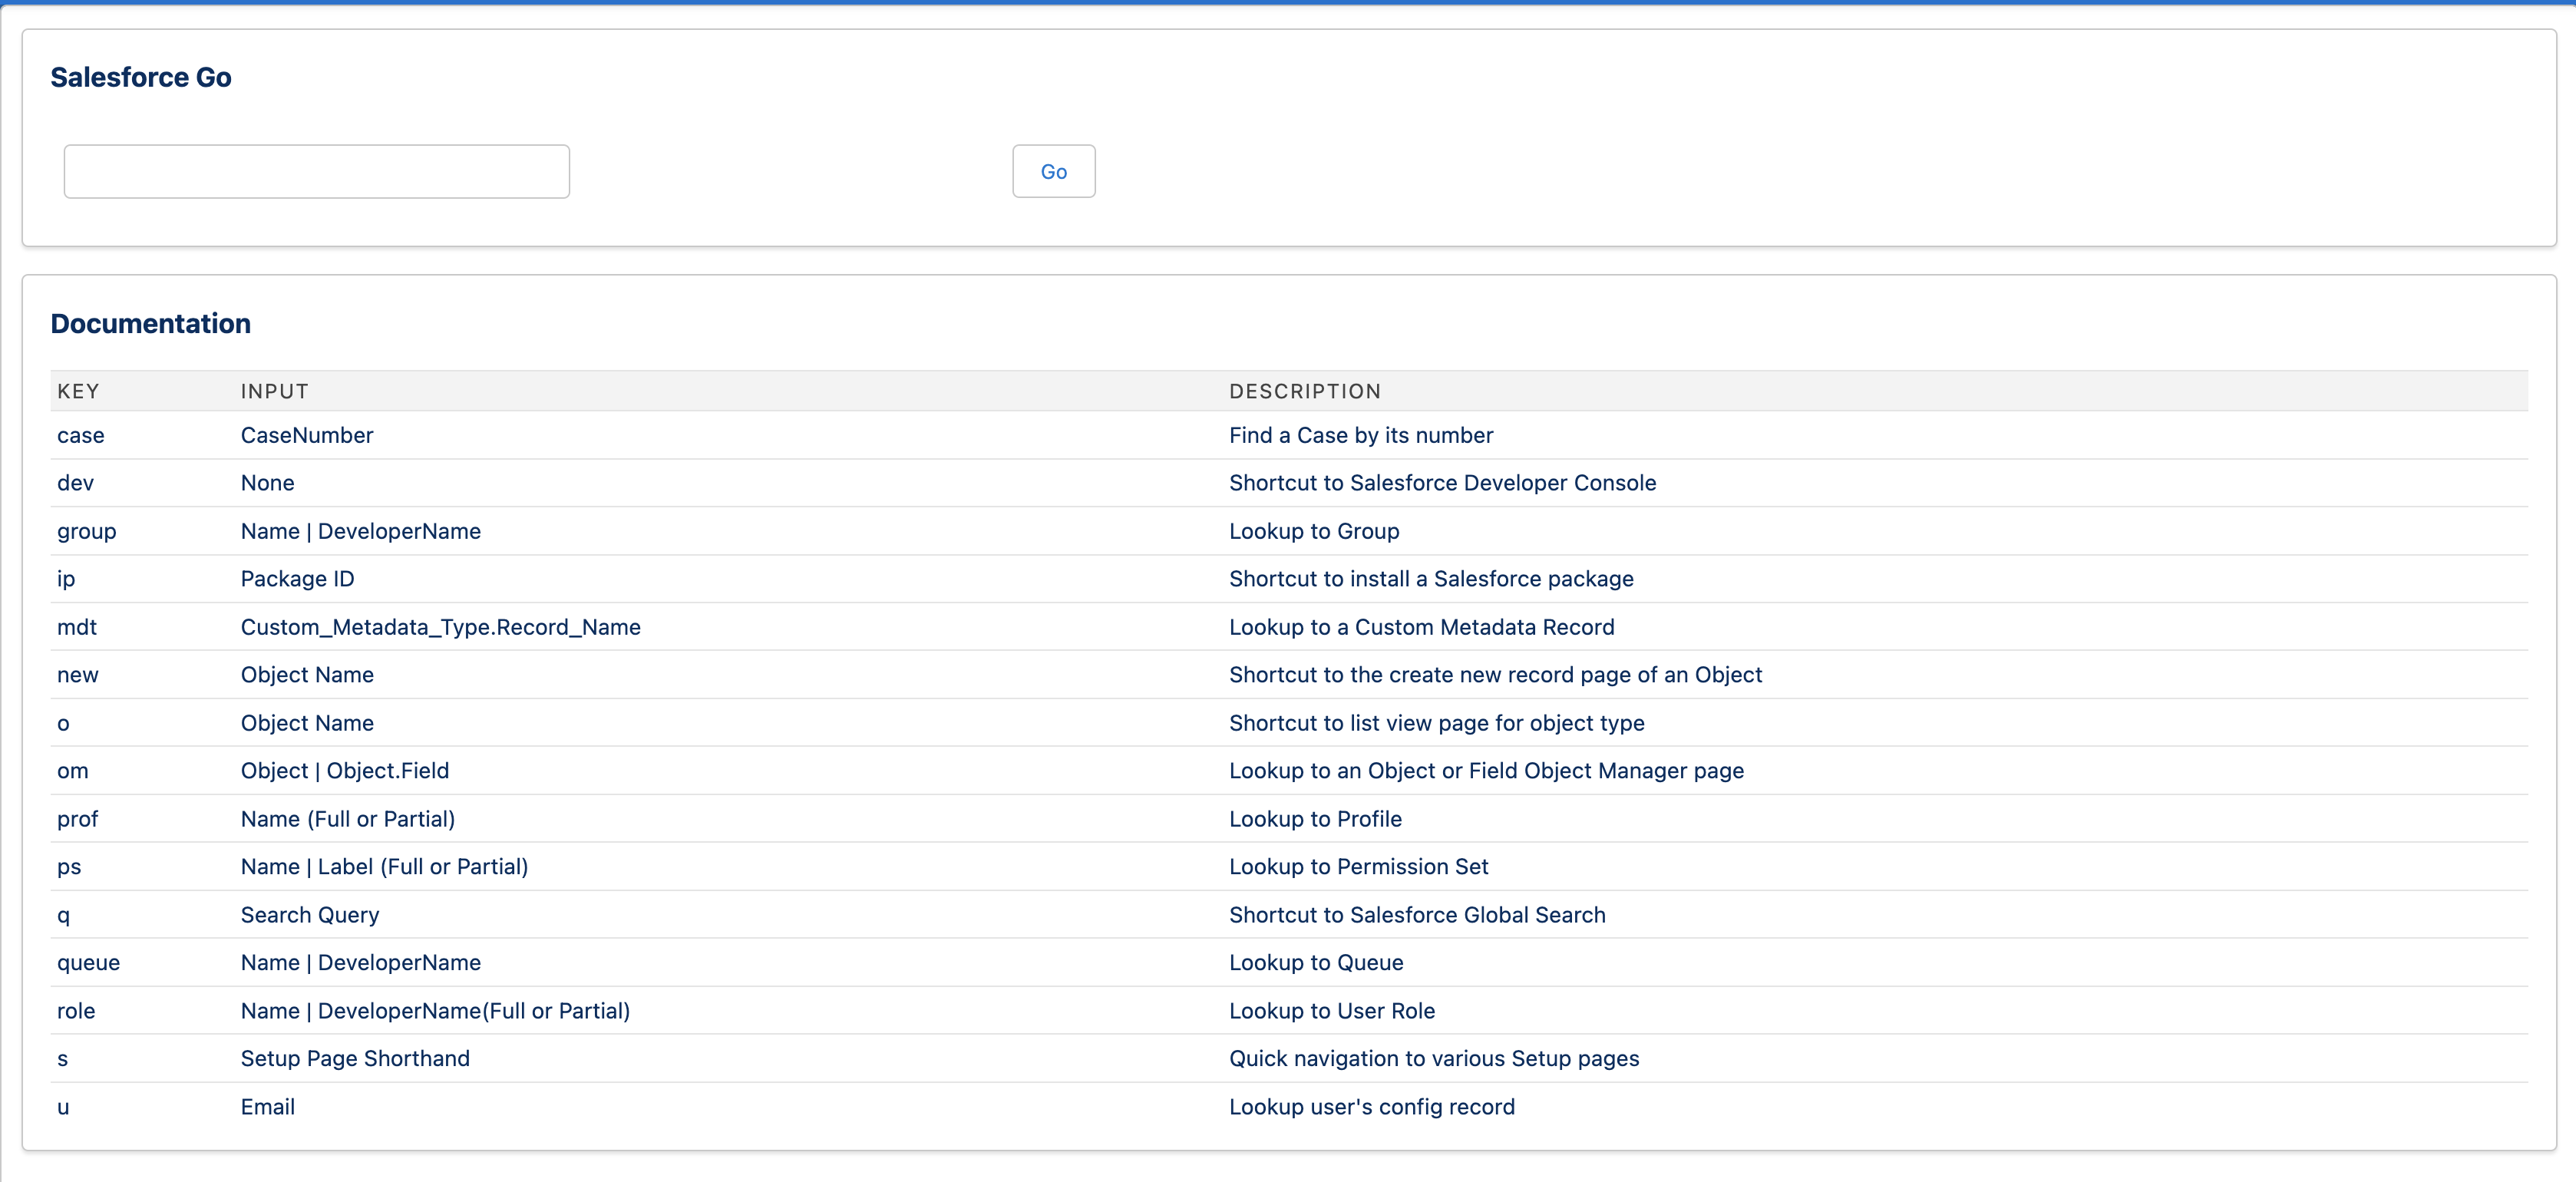 Salesforce Go
Go
Documentation
KEY INPUT DESCRIPTION
case CaseNumber Find a Case by its number
dev None Shortcut to Salesforce Developer Console
group Name | DeveloperName Lookup to Group
ip Package ID Shortcut to install a Salesforce package
mdt Custom_Metadata_Type.Record_Name Lookup to a Custom Metadata Record
new Object Name Shortcut to the create new record page of an Object
o Object Name Shortcut to list view page for object type
om Object | Object.Field Lookup to an Object or Field Object Manager page
prof Name (Full or Partial) Lookup to Profile
ps Name | Label (Full or Partial) Lookup to Permission Set
q Search Query Shortcut to Salesforce Global Search
queue Name | DeveloperName Lookup to Queue
role Name | DeveloperName(Full or Partial) Lookup to User Role
s Setup Page Shorthand Quick navigation to various Setup pages
u Email Lookup user's config record